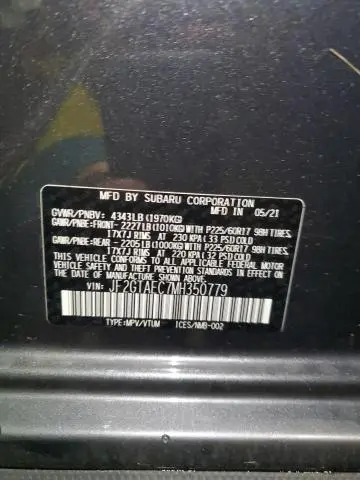 MFD BY SUBARU CORPORATION
GVWR/PNBV: 4343LB(1970KG) MFD IN 05/21
GAWR/PNBE:FRONT- 2227LB(1010KG)WITH P225/60R17 98H TIRES,
17X7J RIMS AT 230 KPA(33 PSI)COLD
GAWR/PNBE:REAR - 2205LB(1000KG)WITH P225/60R17 98H TIRES,
17X7J RIMS AT 220 KPA(32 PSI)COLD
THIS VEHICLE CONFORMS TO ALL APPLICABLE FEDERAL MOTOR
VEHICLE SAFETY, BUMPER, AND THEFT PREVENTION STANDARDS
IN EFFECT ON THE DATE OF MANUFACTURE SHOWN ABOVE.
VIN: JF2G1AEC7MH350779
TYPE:MPV/VTUM ICES/NMB-002